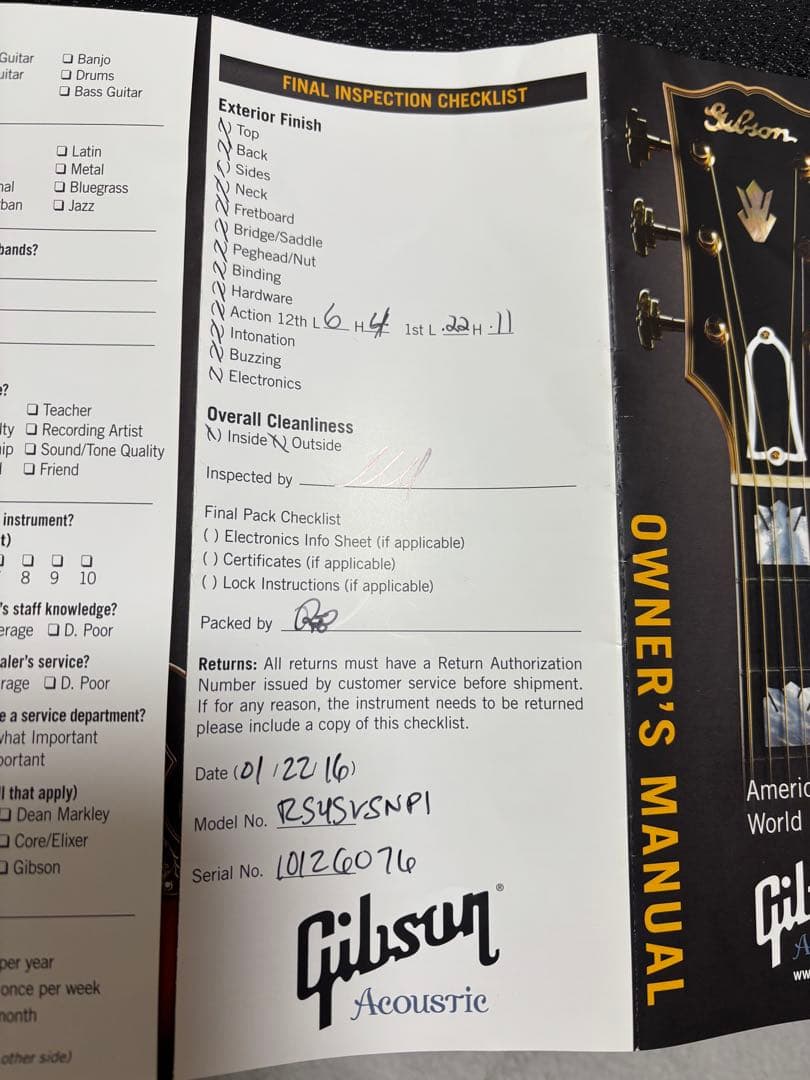 Guitar ❑ Banjo
uitar ❑ Drums
❑ Bass Guitar
❑ Latin
❑ Metal
nal ❑ Bluegrass
ban ❑ Jazz
bands?
e?
❑ Teacher
lty ❑ Recording Artist
ip ❑ Sound/Tone Quality
❑ Friend
instrument?
t)
❑ ❑ ❑ ❑
8 9 10
's staff knowledge?
erage ❑ D. Poor
aler's service?
rage ❑ D. Poor
e a service department?
what Important
portant
ll that apply)
❑ Dean Markley
❑ Core/Elixer
❑ Gibson
per year
once per week
month
other side)
FINAL INSPECTION CHECKLIST
Exterior Finish
Top
Back
Sides
Neck
Fretboard
Bridge/Saddle
Peghead/Nut
Binding
Hardware
Action 12th L 6 H 4 1st L .22 H .11
Intonation
Buzzing
Electronics
Overall Cleanliness
Inside Outside
Inspected by
Final Pack Checklist
( ) Electronics Info Sheet (if applicable)
( ) Certificates (if applicable)
( ) Lock Instructions (if applicable)
Packed by
Returns: All returns must have a Return Authorization
Number issued by customer service before shipment.
If for any reason, the instrument needs to be returned
please include a copy of this checklist.
Date (01/22/16)
Model No. RS4SVSNP1
Serial No. 10126076
Gibson®
Acoustic
Gibson
OWNER'S MANUAL
Americ
World
Gib
A
ww